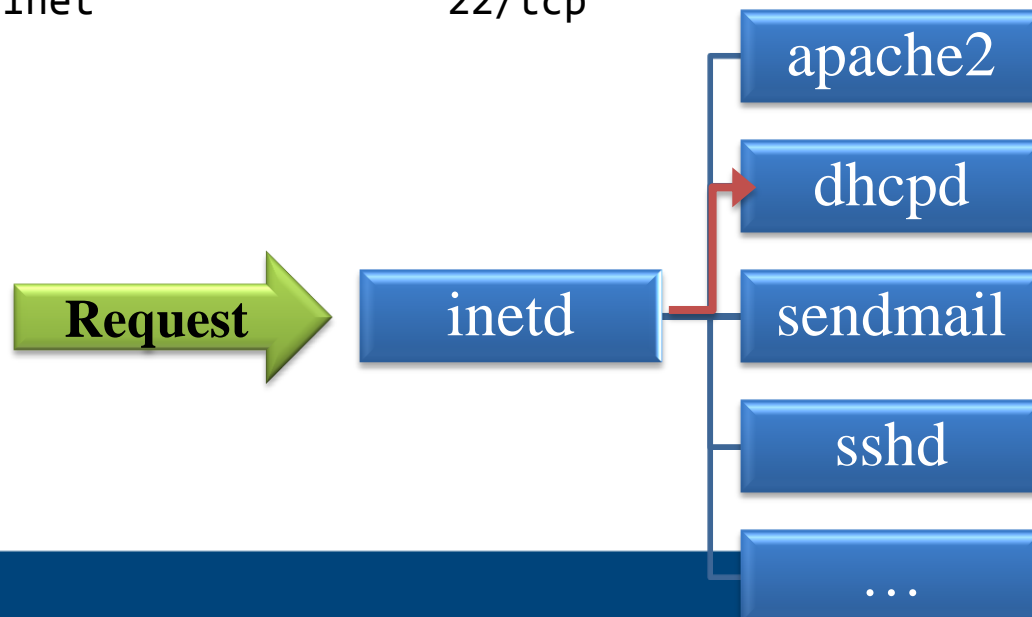 22/tcp
apache2
dhcpd
Request
inetd
sendmail
sshd
...